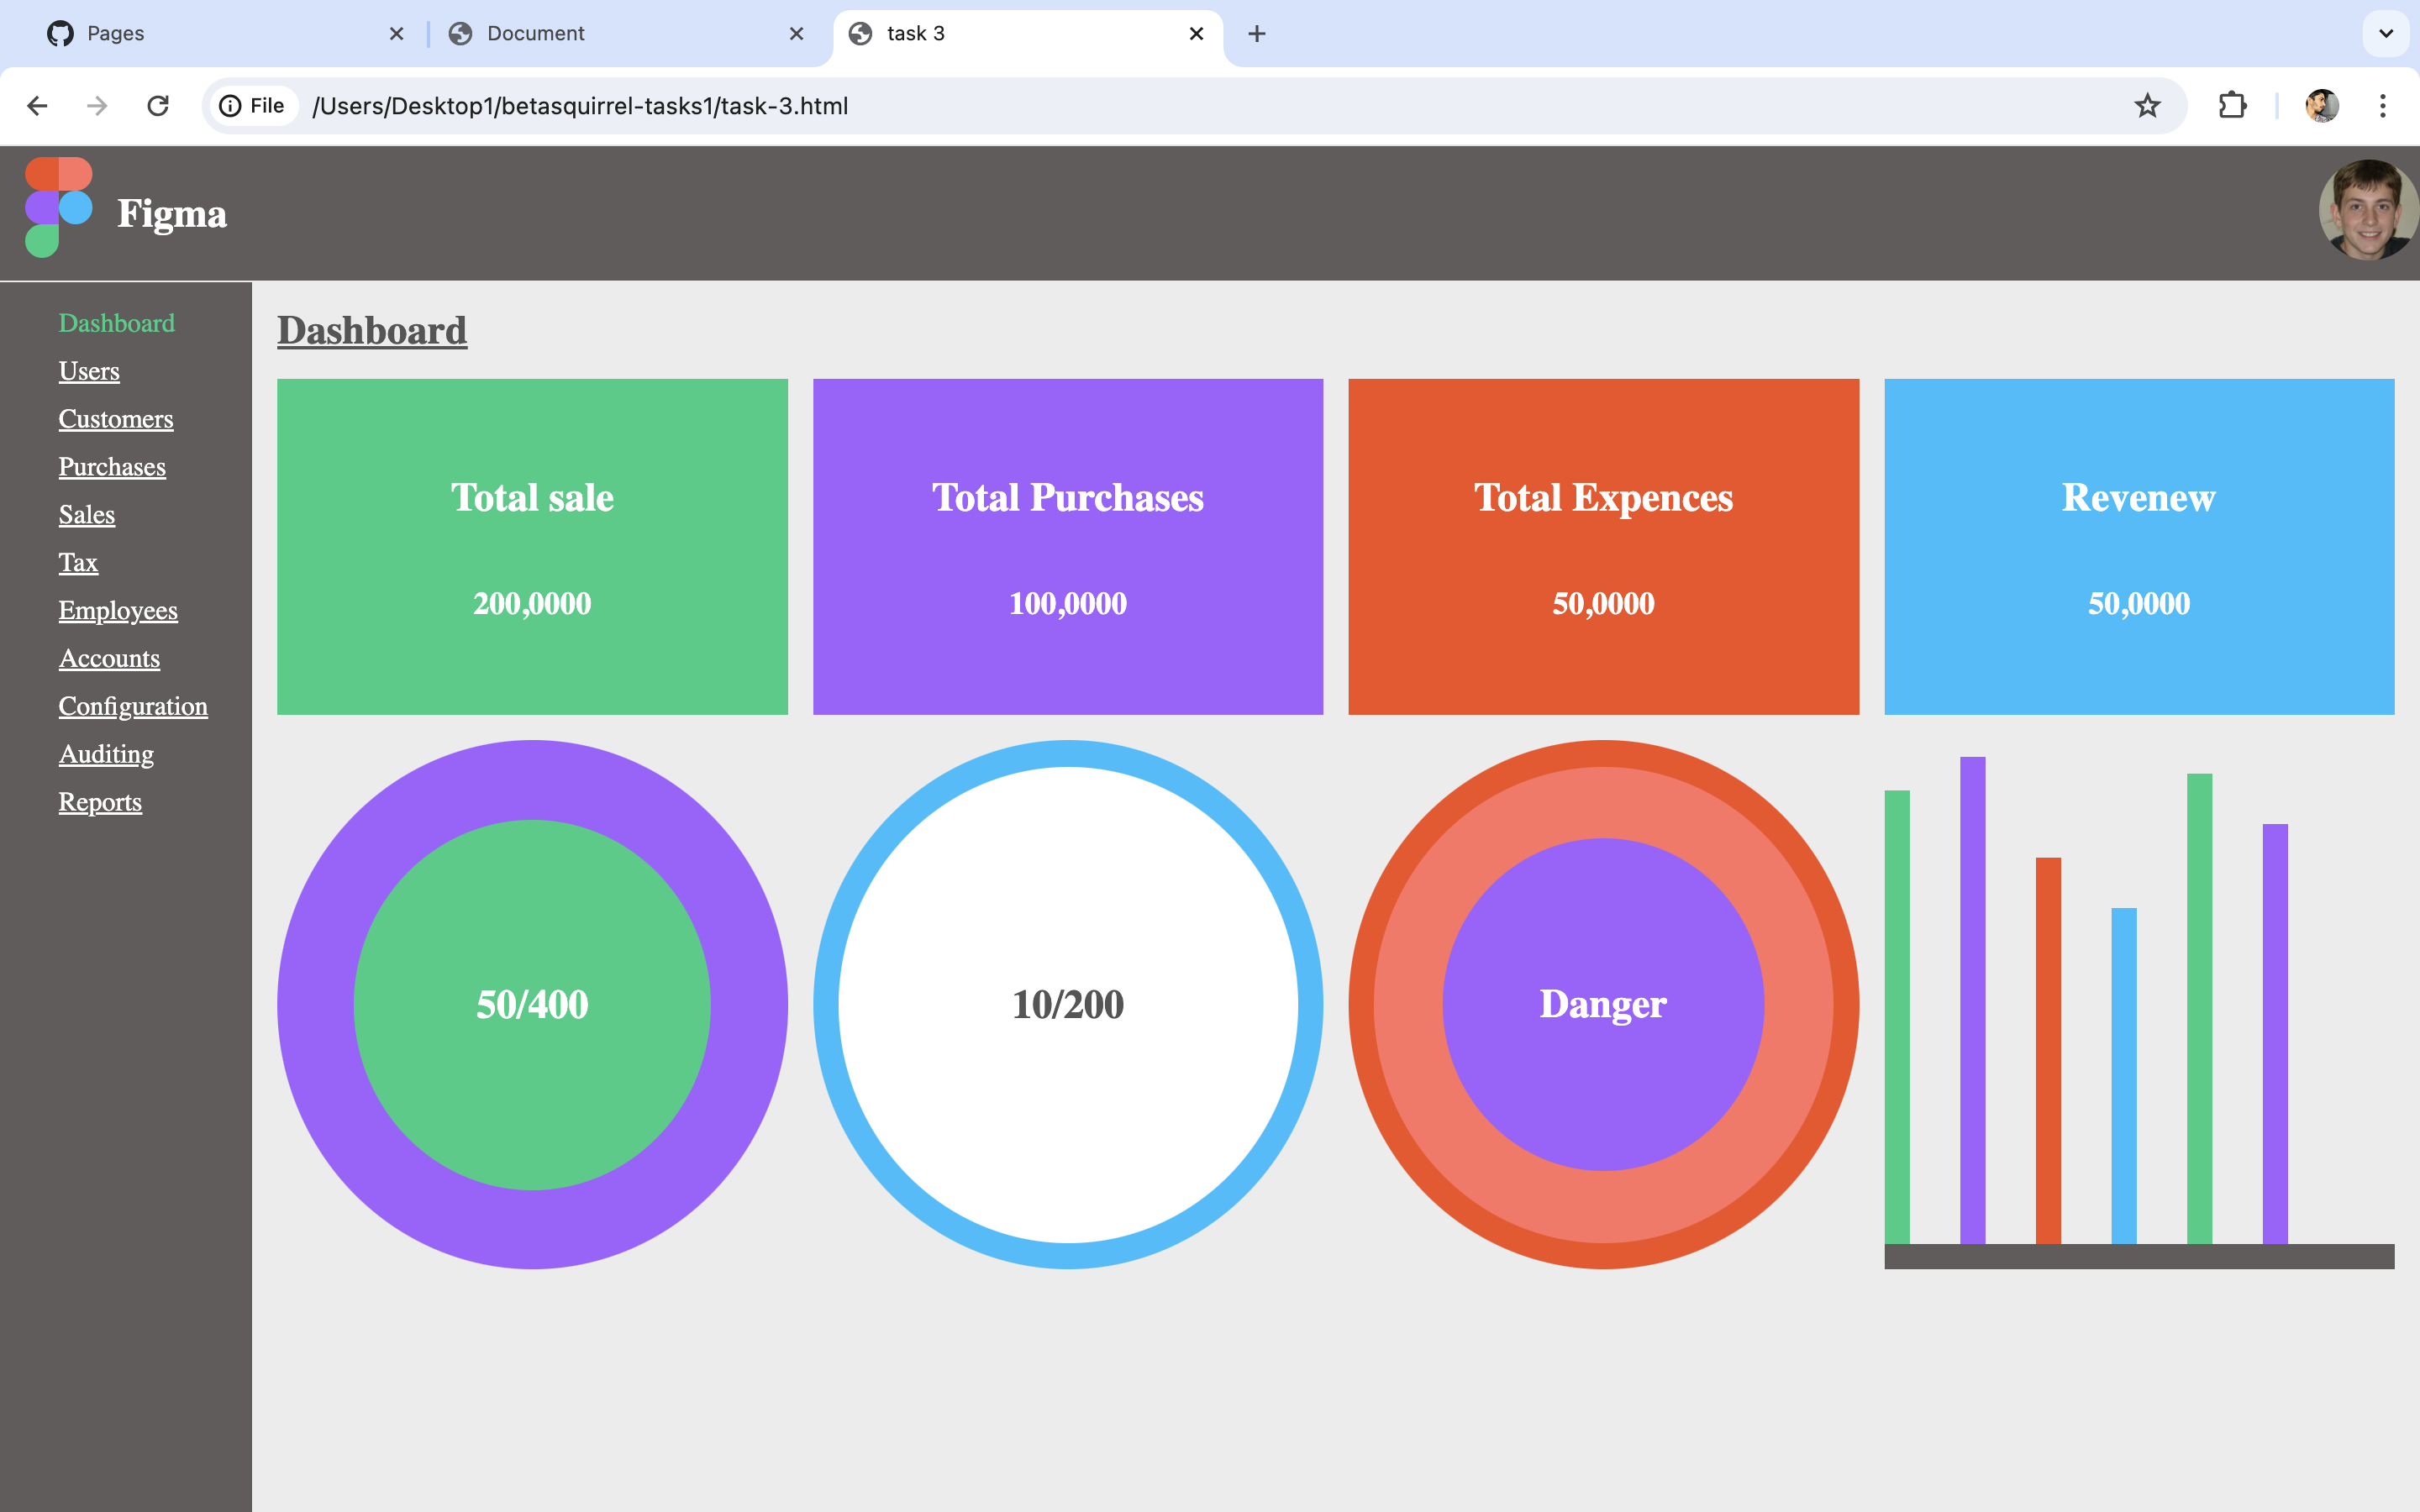 Pages
Document
task 3
File
/Users/Desktop1/betasquirrel-tasks1/task-3.html
Figma
Dashboard
Users
Customers
Purchases
Sales
Tax
Employees
Accounts
Configuration
Auditing
Reports
Dashboard
Total sale
200,0000
Total Purchases
100,0000
Total Expences
50,0000
Revenew
50,0000
50/400
10/200
Danger